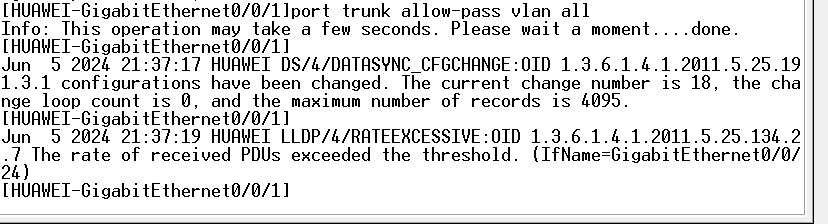 [HUAWEI-GigabitEthernet0/0/1]port trunk allow-pass vlan all
Info: This operation may take a few seconds. Please wait a moment....done.
[HUAWEI-GigabitEthernet0/0/1]
Jun  5 2024 21:37:17 HUAWEI DS/4/DATASYNC_CFGCHANGE:OID 1.3.6.1.4.1.2011.5.25.19
1.3.1 configurations have been changed. The current change number is 18, the cha
nge loop count is 0, and the maximum number of records is 4095.
[HUAWEI-GigabitEthernet0/0/1]
Jun  5 2024 21:37:19 HUAWEI LLDP/4/RATEEXCESSIVE:OID 1.3.6.1.4.1.2011.5.25.134.2
.7 The rate of received PDUs exceeded the threshold. (IfName=GigabitEthernet0/0/
24)
[HUAWEI-GigabitEthernet0/0/1]